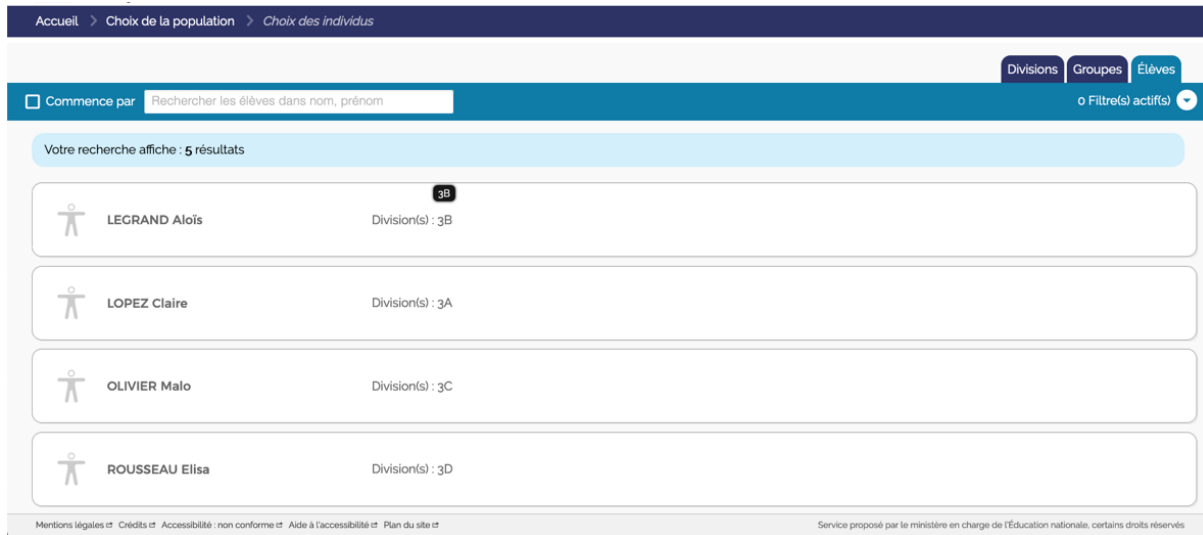 Accueil > Choix de la population > Choix des individus
Divisions Groupes Élèves
Commence par Rechercher les élèves dans nom, prénom 0 Filtre(s) actif(s)
Votre recherche affiche : 5 résultats
3B
LEGRAND Aloïs Division(s) : 3B
LOPEZ Claire Division(s) : 3A
OLIVIER Malo Division(s) : 3C
ROUSSEAU Elisa Division(s) : 3D
Mentions légales Crédits Accessibilité : non conforme Aide à l'accessibilité Plan du site Service proposé par le ministère en charge de l'Éducation nationale, certains droits réservés